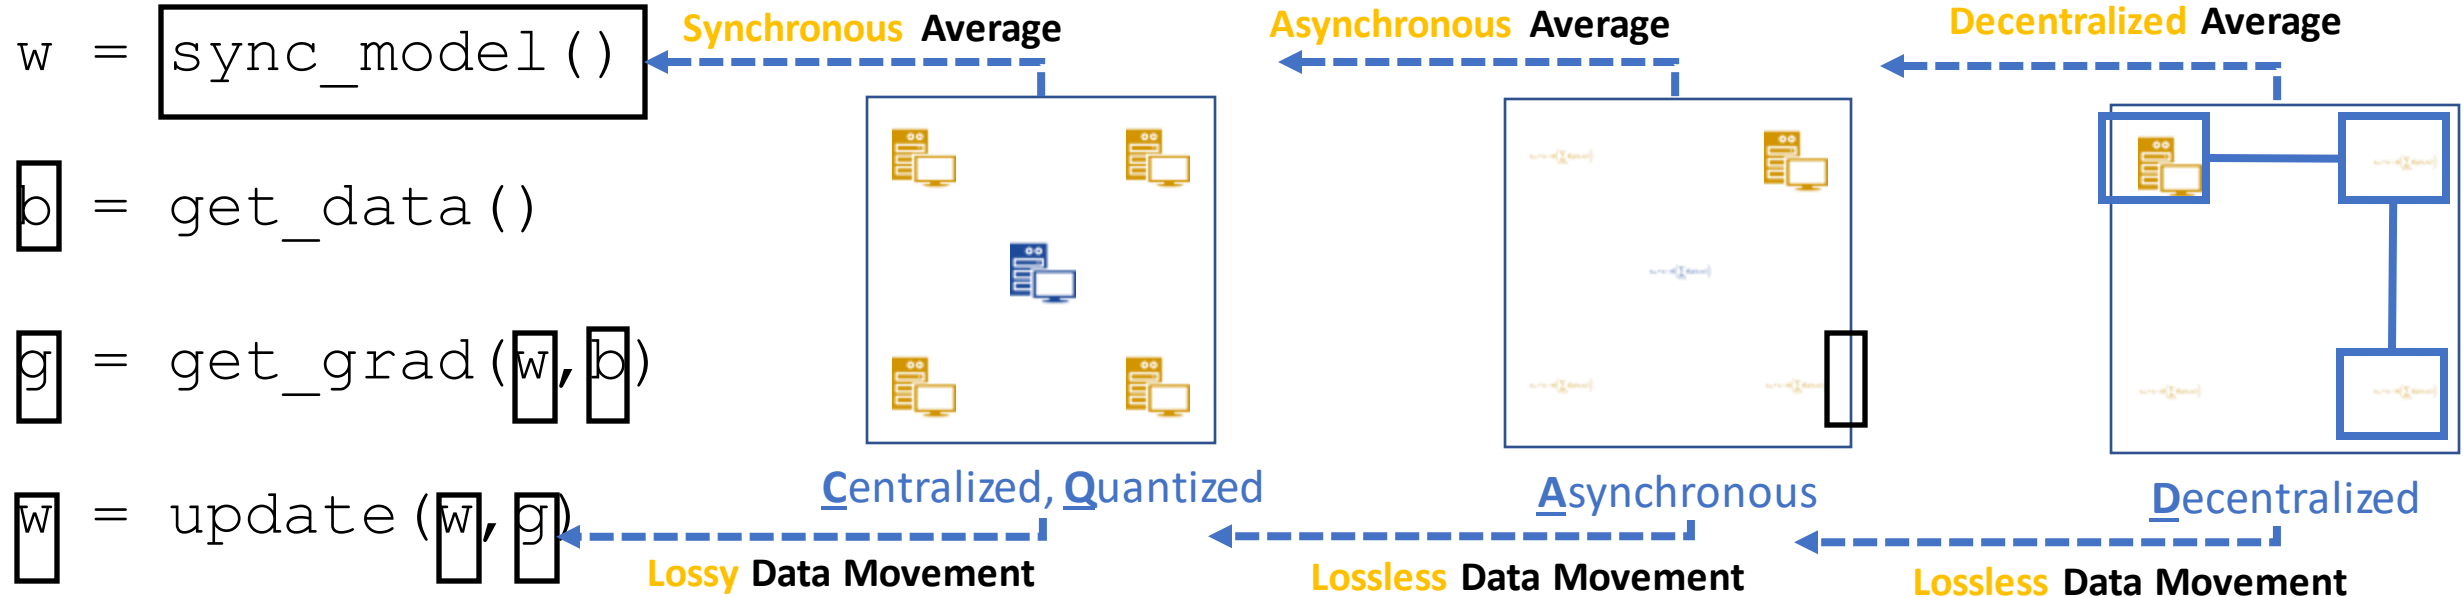 w = sync_model()
b = get_data()
g = get_grad(w,b)
w = update(w,g)
Synchronous Average
Centralized, Quantized
Lossy Data Movement
Asynchronous Average
Asynchronous
Lossless Data Movement
Decentralized Average
Decentralized
Lossless Data Movement